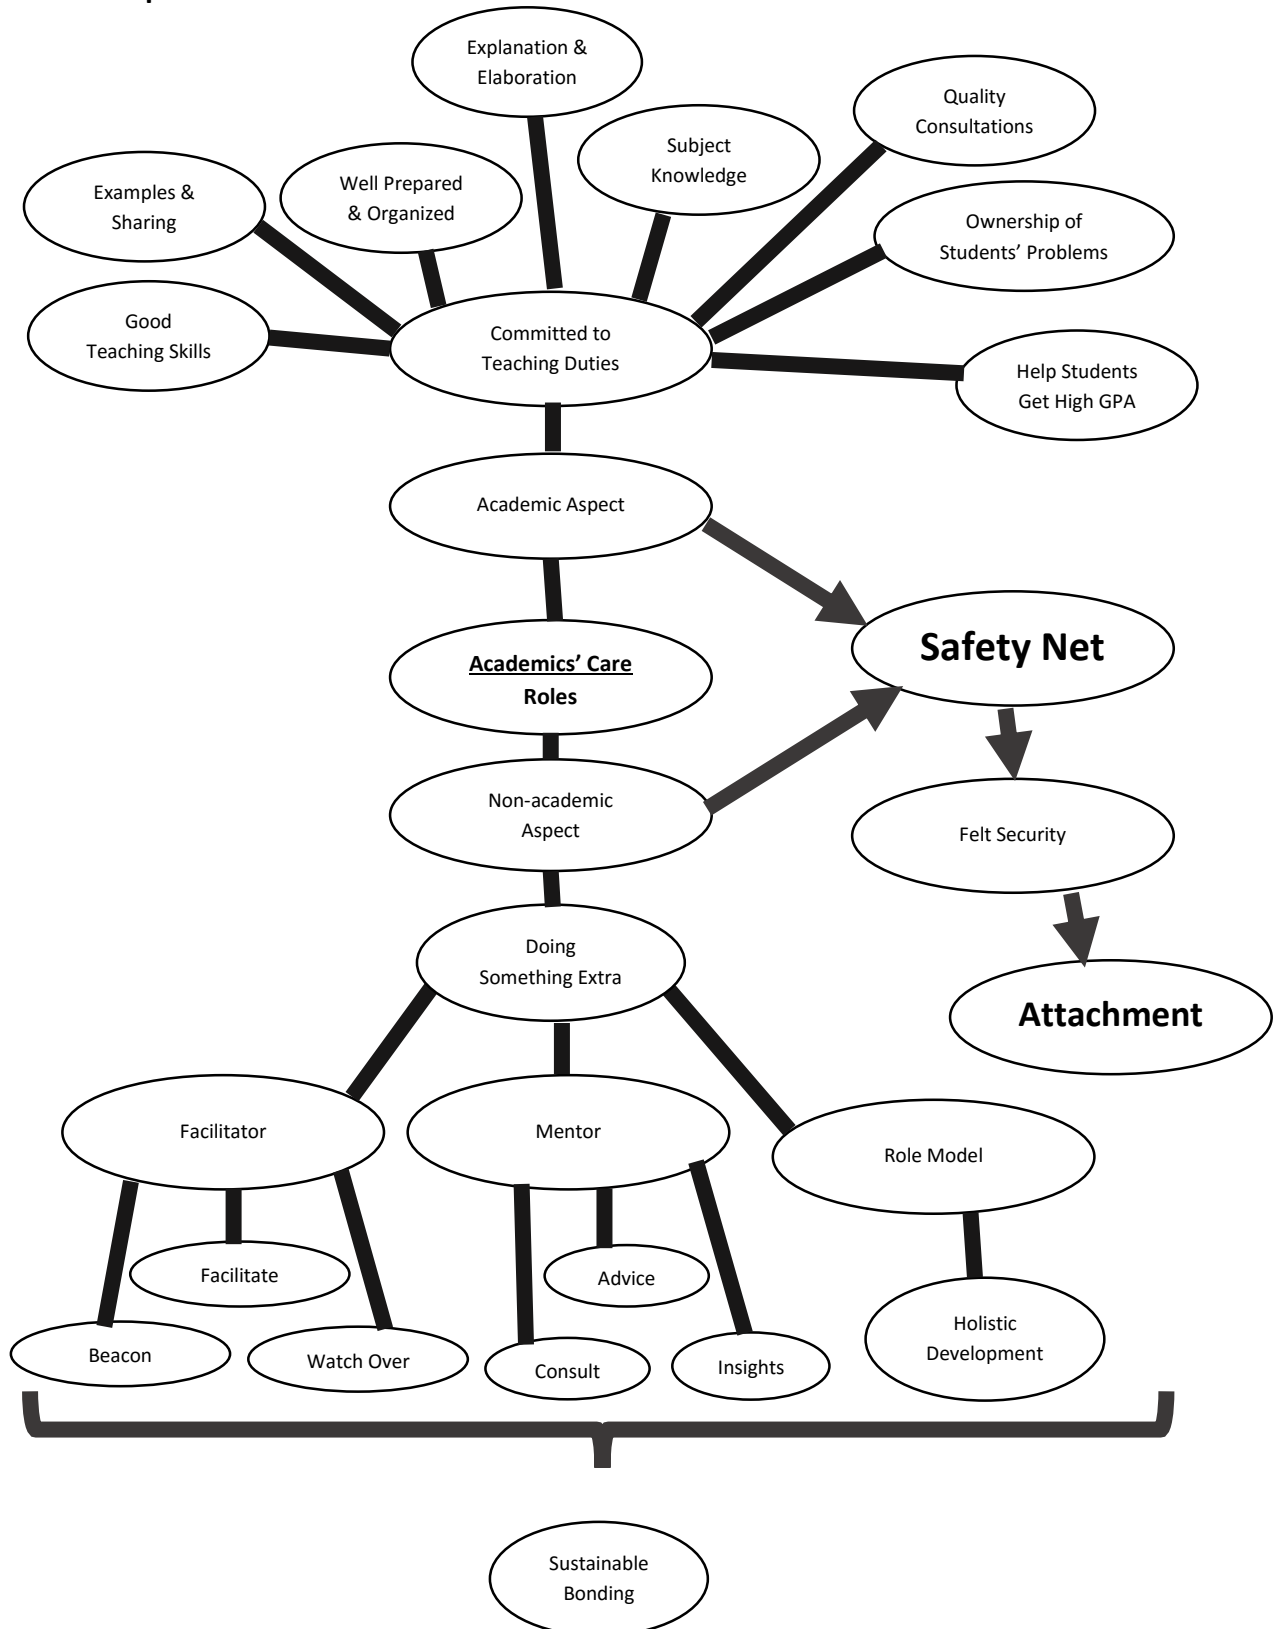 Explanation &
Elaboration
Quality
Consultations
Subject
Knowledge
Well Prepared
& Organized
Examples &
Sharing
Ownership of
Students' Problems
Good
Teaching Skills
Committed to
Teaching Duties
Help Students
Get High GPA
Academic Aspect
Safety Net
Academics' Care
Roles
Non-academic
Aspect
Felt Security
Doing
Something Extra
Attachment
Facilitator
Mentor
Role Model
Facilitate
Advice
Beacon
Watch Over
Consult
Insights
Holistic
Development
Sustainable
Bonding